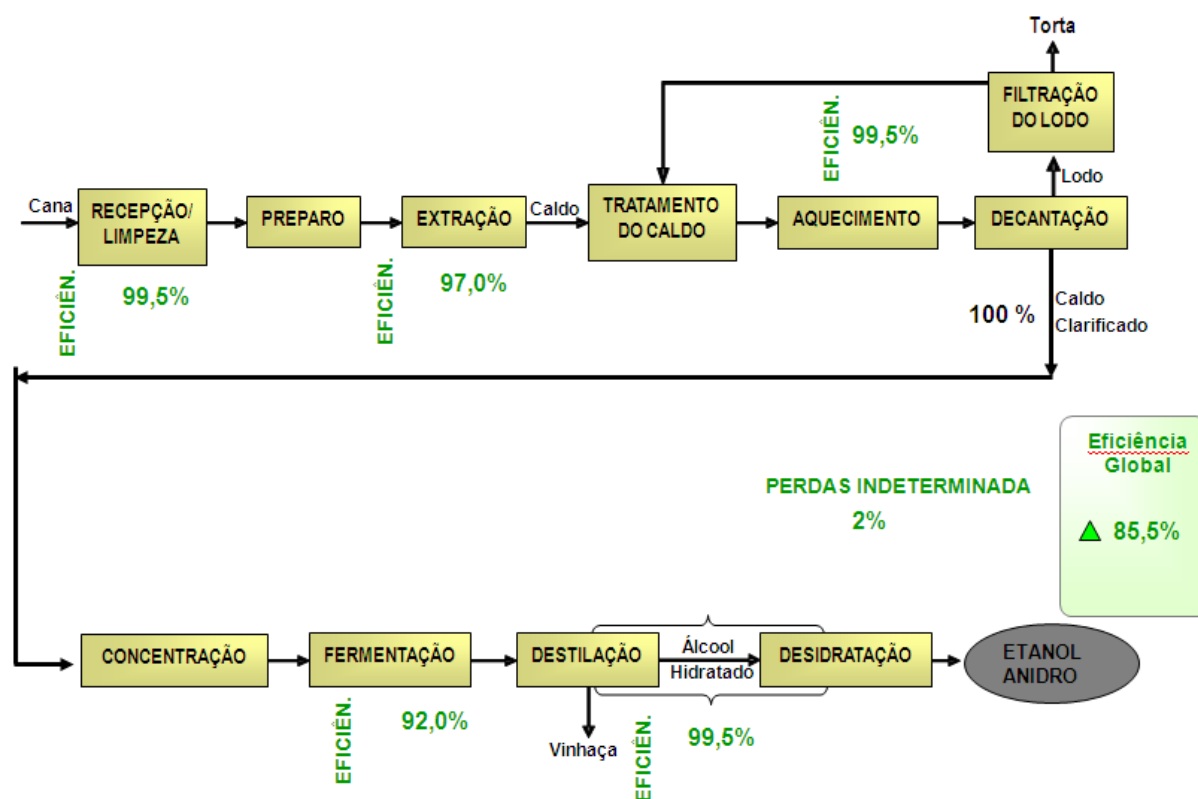 Torta
FILTRAÇÃO
DO LODO
EFICIÊN.
99,5%
Lodo
Cana
RECEPÇÃO/
LIMPEZA
PREPARO
EXTRAÇÃO
Caldo
TRATAMENTO
DO CALDO
AQUECIMENTO
DECANTAÇÃO
EFICIÊN.
99,5%
EFICIÊN.
97,0%
100 %
Caldo
Clarificado
Eficiência
Global
85,5%
PERDAS INDETERMINADA
2%
CONCENTRAÇÃO
FERMENTAÇÃO
DESTILAÇÃO
Álcool
Hidratado
DESIDRATAÇÃO
ETANOL
ANIDRO
EFICIÊN.
92,0%
Vinhaça
EFICIÊN.
99,5%